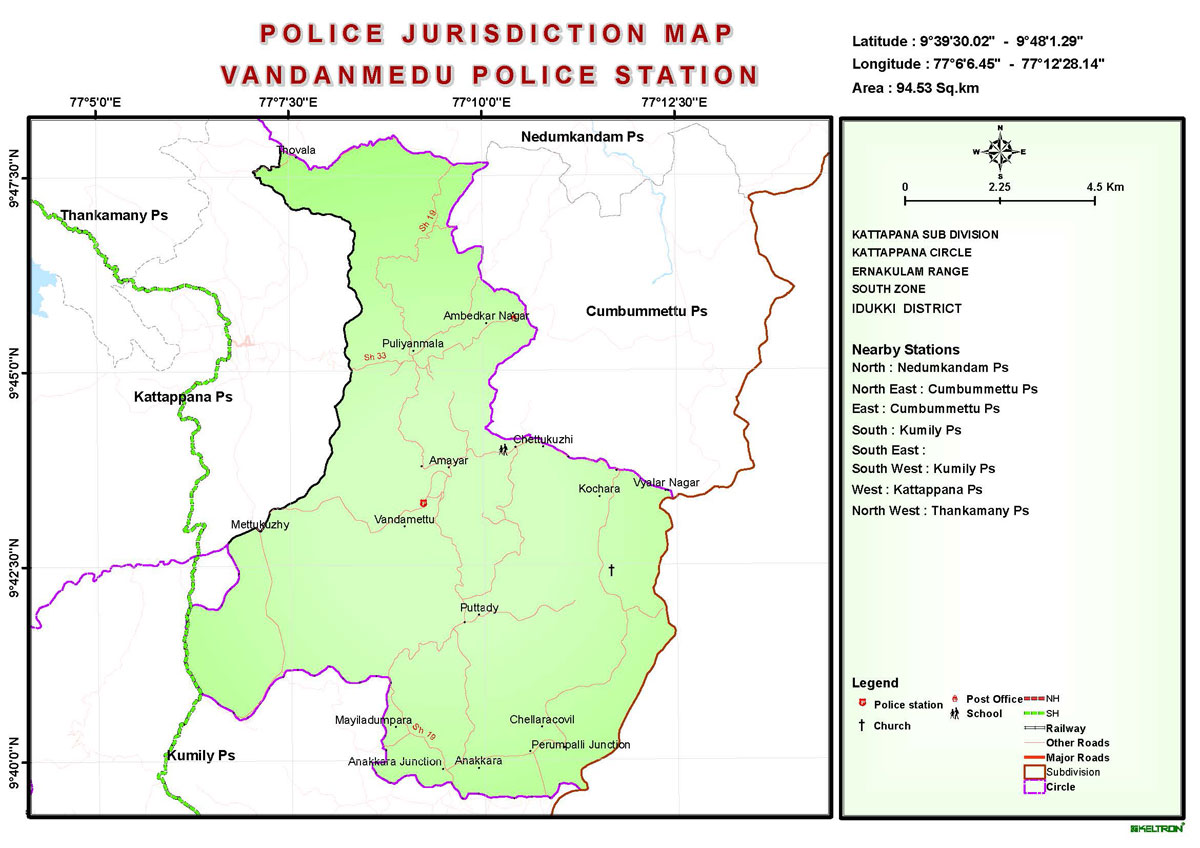 POLICE JURISDICTION MAP
VANDANMEDU POLICE STATION
Latitude : 9°39'30.02" - 9°48'1.29"
Longitude : 77°6'6.45" - 77°12'28.14"
Area : 94.53 Sq.km
77°5'0"E
77°7'30"E
77°10'0"E
77°12'30"E
9°47'30"N
9°45'0"N
9°42'30"N
9°40'0"N
Nedumkandam Ps
Thovala
Thankamany Ps
Sh 19
Cumbummettu Ps
Ambedkar Nagar
Puliyanmala
Sh 33
Kattappana Ps
Chettukuzhi
Amayar
Vyalar Nagar
Kochara
Vandamettu
Mettukuzhy
Puttady
Mayiladumpara
Sh 19
Chellaracovil
Perumpalli Junction
Kumily Ps
Anakkara Junction
Anakkara
N
W
E
S
0
2.25
4.5 Km
KATTAPANA SUB DIVISION
KATTAPPANA CIRCLE
ERNAKULAM RANGE
SOUTH ZONE
IDUKKI DISTRICT
Nearby Stations
North : Nedumkandam Ps
North East : Cumbummettu Ps
East : Cumbummettu Ps
South : Kumily Ps
South East :
South West : Kumily Ps
West : Kattappana Ps
North West : Thankamany Ps
Legend
Police station
Church
Post Office
School
NH
SH
Railway
Other Roads
Major Roads
Subdivision
Circle
KELTRON